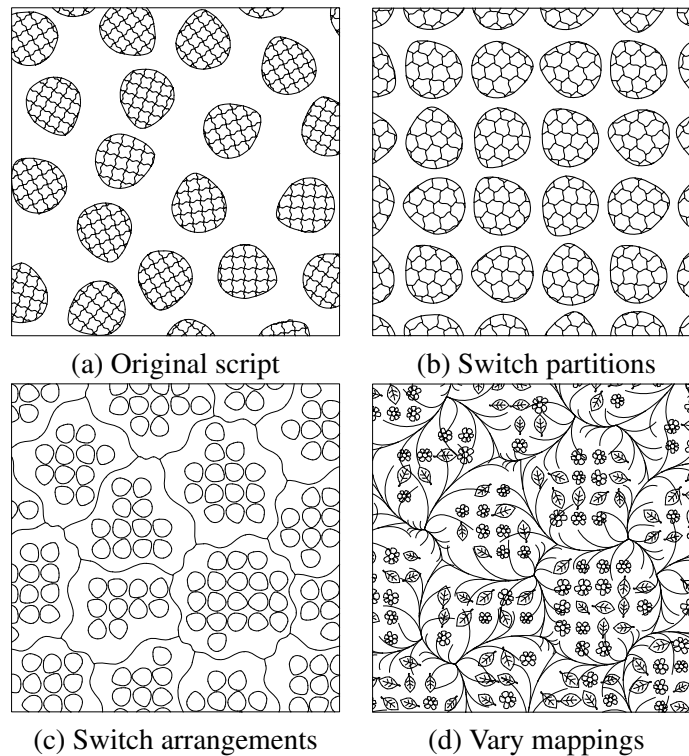 (a) Original script
(b) Switch partitions
(c) Switch arrangements
(d) Vary mappings